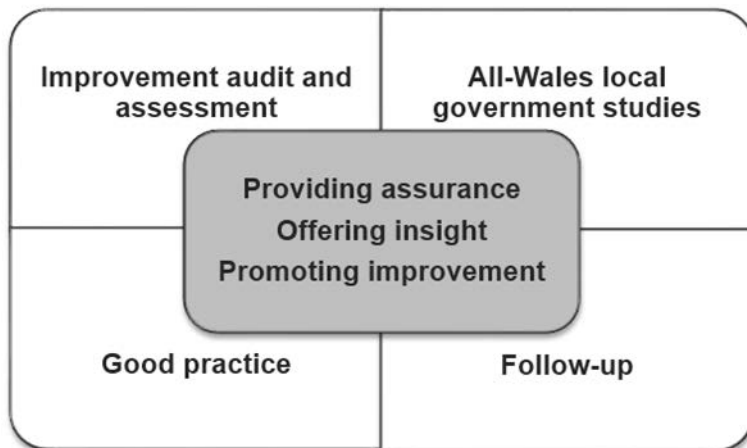 Improvement audit and
assessment
All-Wales local
government studies
Providing assurance
Offering insight
Promoting improvement
Good practice
Follow-up